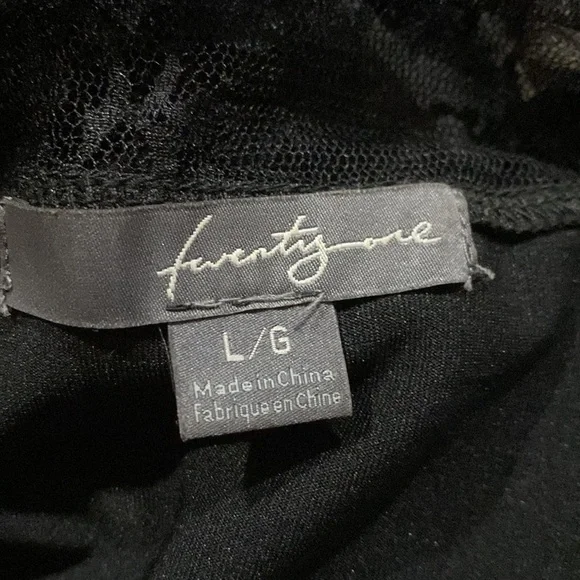 twenty one
L/G
Made in China
Fabriqué en Chine